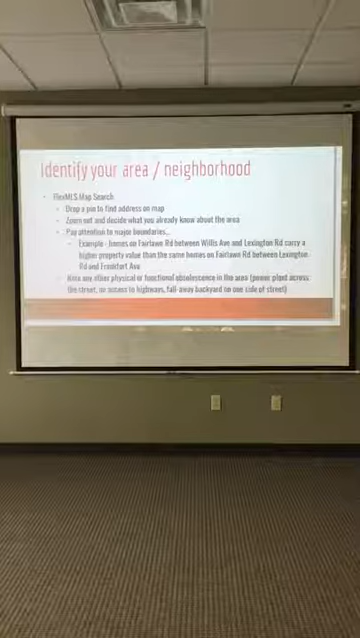 Identify your area / neighborhood
- FlexMLS Map Search
- Drop a pin to find address on map
- Zoom out and decide what you already know about the area
- Pay attention to major boundaries...
- Example - homes on Fairlawn Rd between Willis Ave and Lexington Rd carry a
higher property value than the same homes on Fairlawn Rd between Lexington
Rd and Frankfort Ave
- any other physical or functional obsolescence in the area (power plant across
the street, no access to highways, fall-away backyard on one side of street)